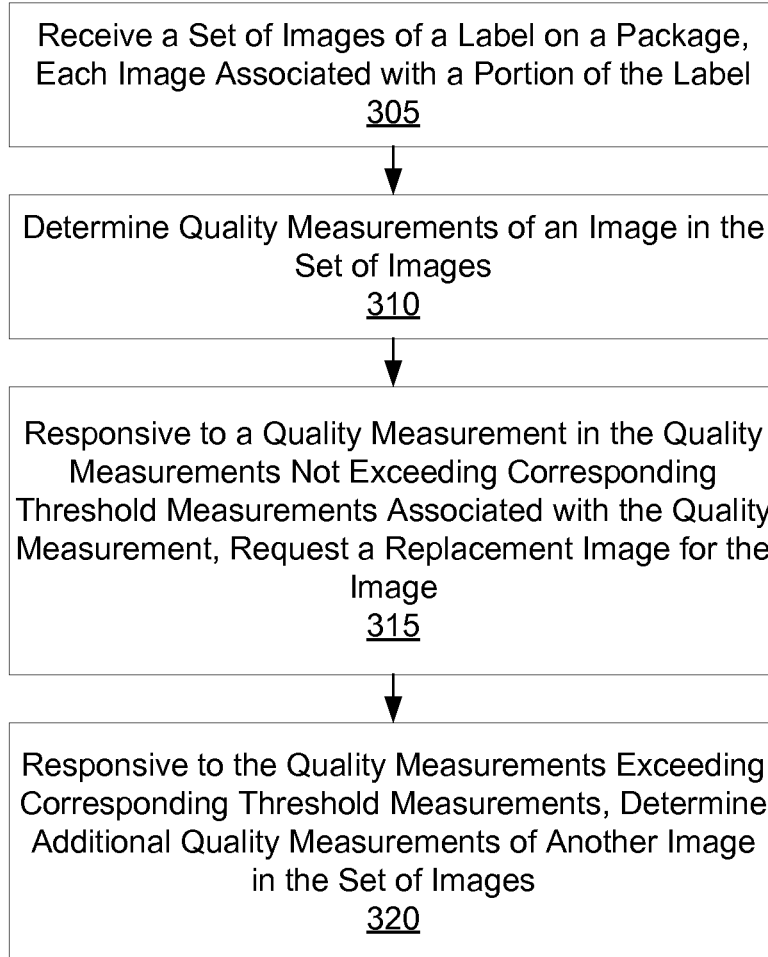 Receive a Set of Images of a Label on a Package,
Each Image Associated with a Portion of the Label
305
Determine Quality Measurements of an Image in the
Set of Images
310
Responsive to a Quality Measurement in the Quality
Measurements Not Exceeding Corresponding
Threshold Measurements Associated with the Quality
Measurement, Request a Replacement Image for the
Image
315
Responsive to the Quality Measurements Exceeding
Corresponding Threshold Measurements, Determine
Additional Quality Measurements of Another Image
in the Set of Images
320